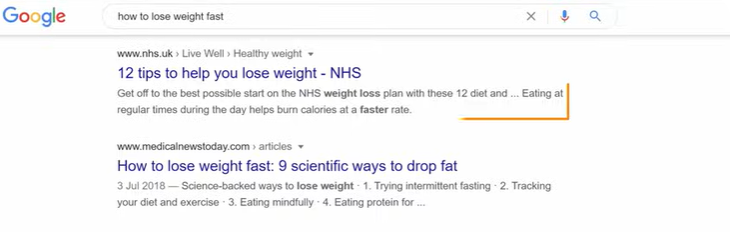 Google how to lose weight fast
www.nhs.uk › Live Well › Healthy weight
12 tips to help you lose weight - NHS
Get off to the best possible start on the NHS weight loss plan with these 12 diet and ... Eating at
regular times during the day helps burn calories at a faster rate.
www.medicalnewstoday.com › articles
How to lose weight fast: 9 scientific ways to drop fat
3 Jul 2018 — Science-backed ways to lose weight · 1. Trying intermittent fasting · 2. Tracking
your diet and exercise · 3. Eating mindfully · 4. Eating protein for ...